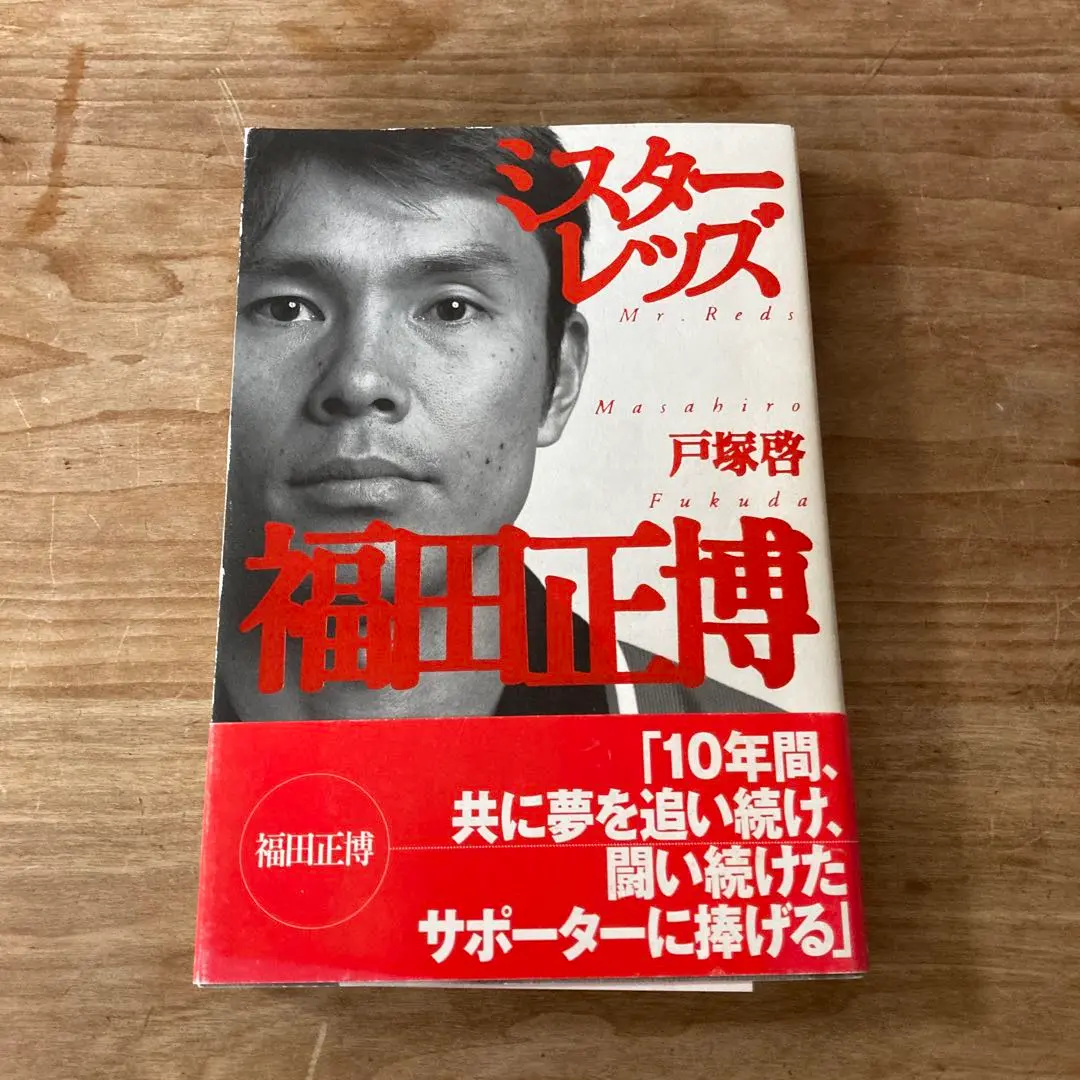 ミスター
レッズ
Mr. Reds
Masahiro
戸塚啓
Fukuda
福田正博
「10年間、
共に夢を追い続け、
闘い続けた
サポーターに捧げる」
福田正博